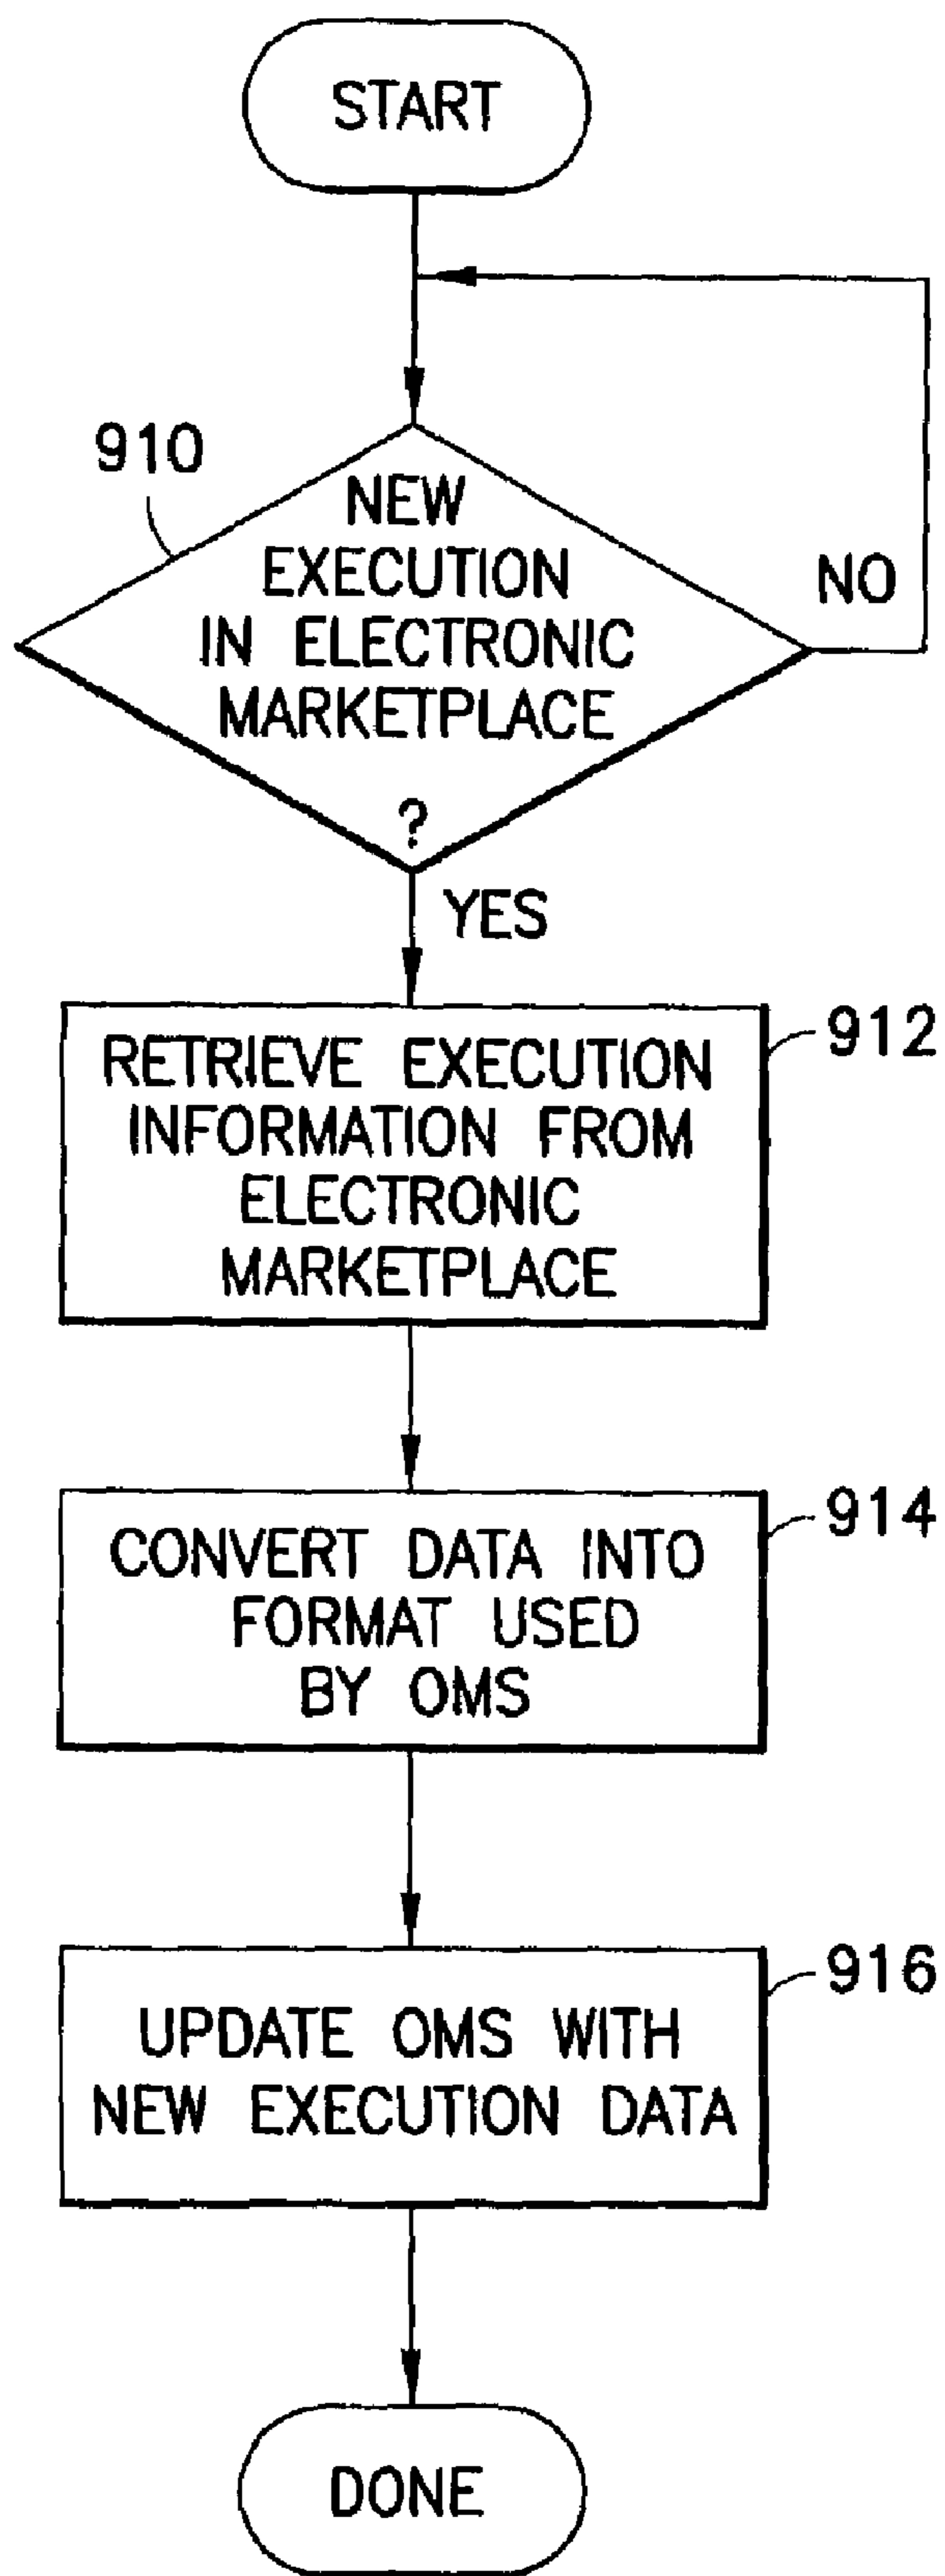 START
910
NEW
EXECUTION
IN ELECTRONIC
MARKETPLACE
?
NO
YES
RETRIEVE EXECUTION
INFORMATION FROM
ELECTRONIC
MARKETPLACE
912
CONVERT DATA INTO
FORMAT USED
BY OMS
914
UPDATE OMS WITH
NEW EXECUTION DATA
916
DONE